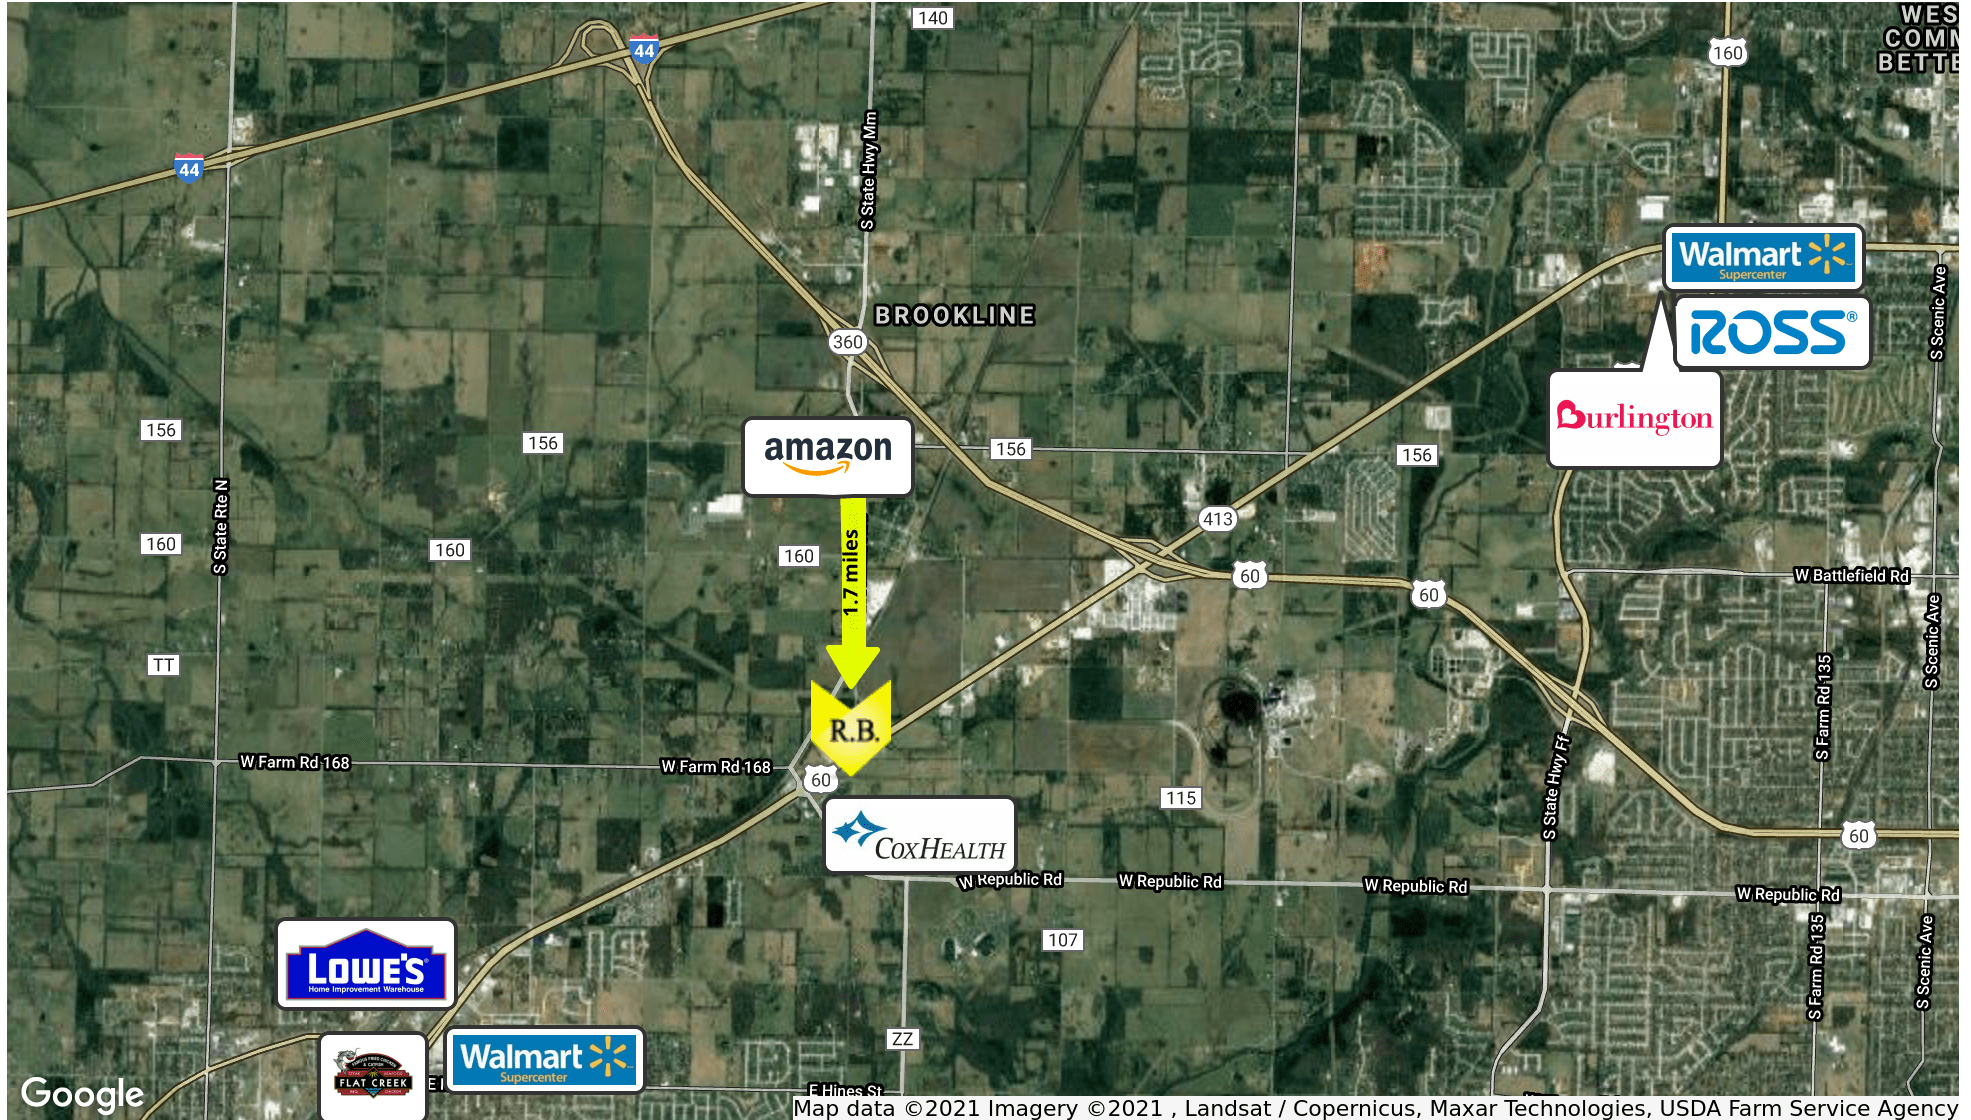 140
WES
COMM
BETTE
44
160
44
S State Hwy Mm
Walmart
Supercenter
BROOKLINE
S Scenic Ave
ROSS®
360
Burlington
156
156
amazon
156
156
S State Rte N
413
160
160
160
1.7 miles
60
60
W Battlefield Rd
S Scenic Ave
TT
S Farm Rd 135
R.B.
W Farm Rd 168
W Farm Rd 168
60
S State Hwy Ff
115
60
COXHEALTH
W Republic Rd
W Republic Rd
W Republic Rd
W Republic Rd
107
S Farm Rd 135
S Scenic Ave
LOWE'S
Home Improvement Warehouse
ZZ
Walmart
Supercenter
FAMOUS FRIED CHICKEN
& CATFISH
FLAT CREEK
E Hines St
Google
Map data ©2021 Imagery ©2021 , Landsat / Copernicus, Maxar Technologies, USDA Farm Service Agency